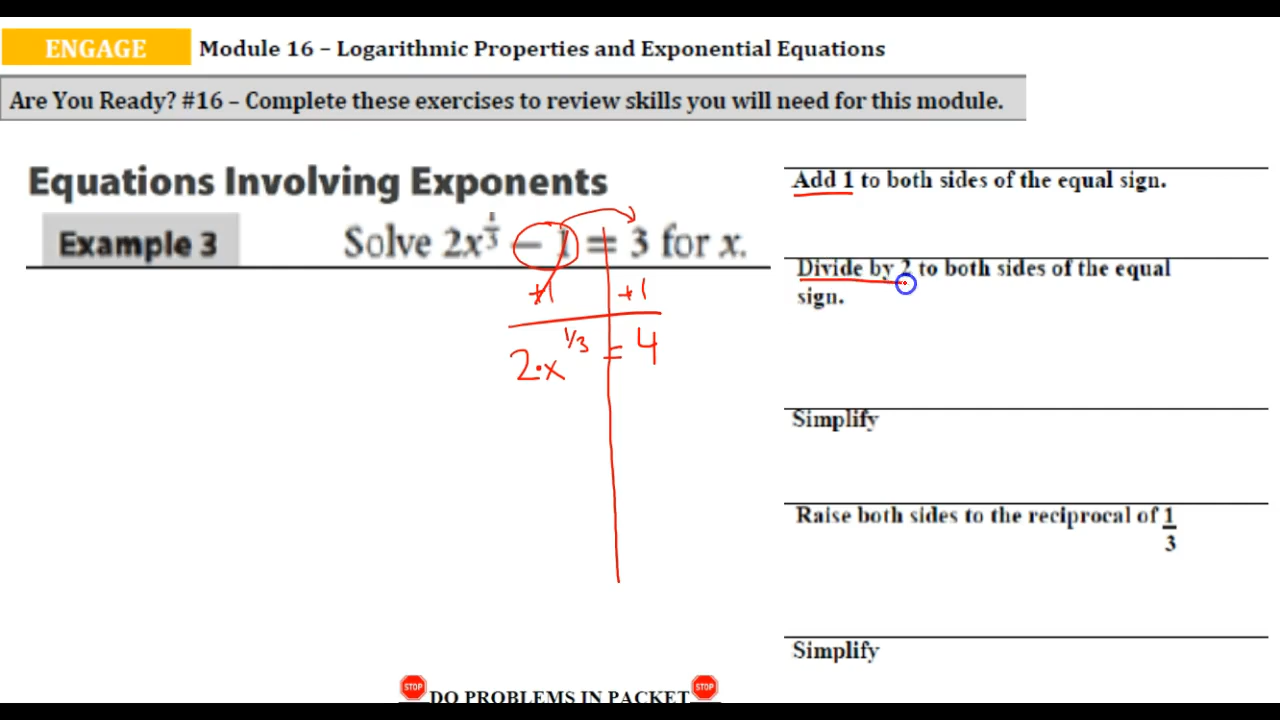 ENGAGE Module 16 – Logarithmic Properties and Exponential Equations
Are You Ready? #16 – Complete these exercises to review skills you will need for this module.
Equations Involving Exponents
Example 3 Solve 2x^{1/3} − 1 = 3 for x.
+1 +1
2·x^{1/3} = 4
Add 1 to both sides of the equal sign.
Divide by 2 to both sides of the equal
sign.
Simplify
Raise both sides to the reciprocal of 1/3
Simplify
STOP DO PROBLEMS IN PACKET STOP